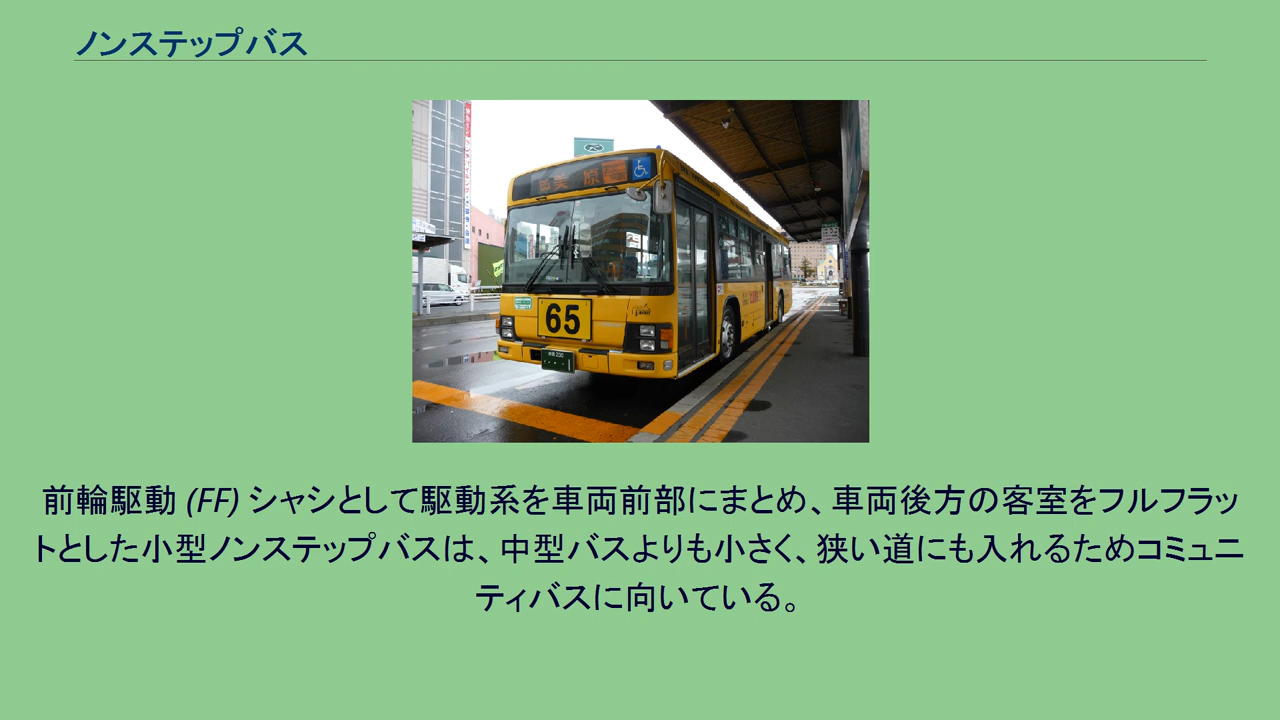 ノンステップバス
65
前輪駆動 (FF) シャシとして駆動系を車両前部にまとめ、車両後方の客室をフルフラッ
トとした小型ノンステップバスは、中型バスよりも小さく、狭い道にも入れるためコミュニ
ティバスに向いている。